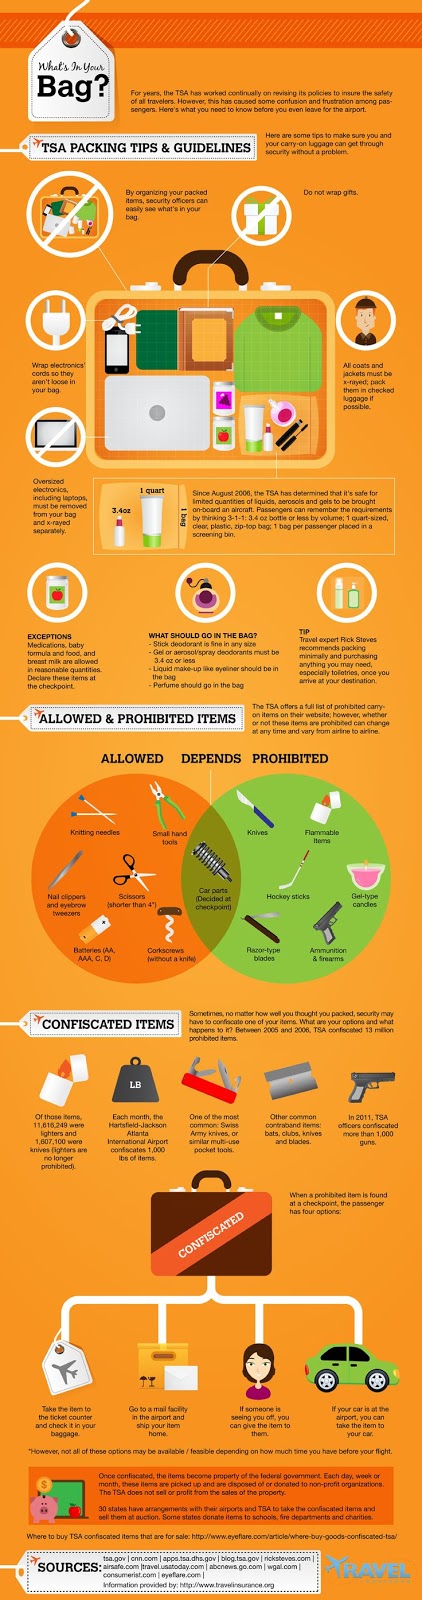 What's In Your
Bag?
For years, the TSA has worked continually on revising its policies to insure the safety
of all travelers. However, this has caused some confusion and frustration among pas-
sengers. Here's what you need to know before you even leave for the airport.
TSA PACKING TIPS & GUIDELINES
Here are some tips to make sure you and
your carry-on luggage can get through
security without a problem.
By organizing your packed
items, security officers can
easily see what's in your
bag.
Do not wrap gifts.
Wrap electronics'
cords so they
aren't loose in
your bag.
All coats and
jackets must be
x-rayed; pack
them in checked
luggage if
possible.
Oversized
electronics,
including laptops,
must be removed
from your bag
and x-rayed
separately.
3.4oz
1 quart
1 bag
Since August 2006, the TSA has determined that it's safe for
limited quantities of liquids, aerosols and gels to be brought
on-board an aircraft. Passengers can remember the requirements
by thinking 3-1-1: 3.4 oz bottle or less by volume; 1 quart-sized,
clear, plastic, zip-top bag; 1 bag per passenger placed in a
screening bin.
EXCEPTIONS
Medications, baby
formula and food, and
breast milk are allowed
in reasonable quantities.
Declare these items at
the checkpoint.
WHAT SHOULD GO IN THE BAG?
- Stick deodorant is fine in any size
- Gel or aerosol/spray deodorants must be
3.4 oz or less
- Liquid make-up like eyeliner should be in
the bag
- Perfume should go in the bag
TIP
Travel expert Rick Steves
recommends packing
minimally and purchasing
anything you may need,
especially toiletries, once you
arrive at your destination.
ALLOWED & PROHIBITED ITEMS
The TSA offers a full list of prohibited carry-
on items on their website; however, whether
or not these items are prohibited can change
at any time and vary from airline to airline.
ALLOWED DEPENDS PROHIBITED
Knitting needles
Small hand
tools
Nail clippers
and eyebrow
tweezers
Scissors
(shorter than 4")
Batteries (AA,
AAA, C, D)
Corkscrews
(without a knife)
Car parts
(Decided at
checkpoint)
Knives
Flammable
Items
Hockey sticks
Gel-type
candles
Razor-type
blades
Ammunition
& firearms
CONFISCATED ITEMS
Sometimes, no matter how well you thought you packed, security may
have to confiscate one of your items. What are your options and what
happens to it? Between 2005 and 2006, TSA confiscated 13 million
prohibited items.
LB
Of those items,
11,616,249 were
lighters and
1,607,100 were
knives (lighters are
no longer
prohibited).
Each month, the
Hartsfield-Jackson
Atlanta
International Airport
confiscates 1,000
lbs of items.
One of the most
common: Swiss
Army knives, or
similar multi-use
pocket tools.
Other common
contraband items:
bats, clubs, knives
and blades.
In 2011, TSA
officers confiscated
more than 1,000
guns.
CONFISCATED
When a prohibited item is found
at a checkpoint, the passenger
has four options:
Take the item to
the ticket counter
and check it in your
baggage.
Go to a mail facility
in the airport and
ship your item
home.
If someone is
seeing you off, you
can give the item to
them.
If your car is at the
airport, you can
take the item to
your car.
*However, not all of these options may be available / feasible depending on how much time you have before your flight.
$
Once confiscated, the items become property of the federal government. Each day, week or
month, these items are picked up and are disposed of or donated to non-profit organizations.
The TSA does not sell or profit from the sales of the property.
30 states have arrangements with their airports and TSA to take the confiscated items and
sell them at auction. Some states donate items to schools, fire departments and charities.
Where to buy TSA confiscated items that are for sale: http://www.eyeflare.com/article/where-buy-goods-confiscated-tsa/
SOURCES:
tsa.gov | cnn.com | apps.tsa.dhs.gov | blog.tsa.gov | ricksteves.com |
airsafe.com |travel.usatoday.com | abcnews.go.com | wgal.com |
consumerist.com | eyeflare.com |
Information provided by: http://www.travelinsurance.org
TRAVEL